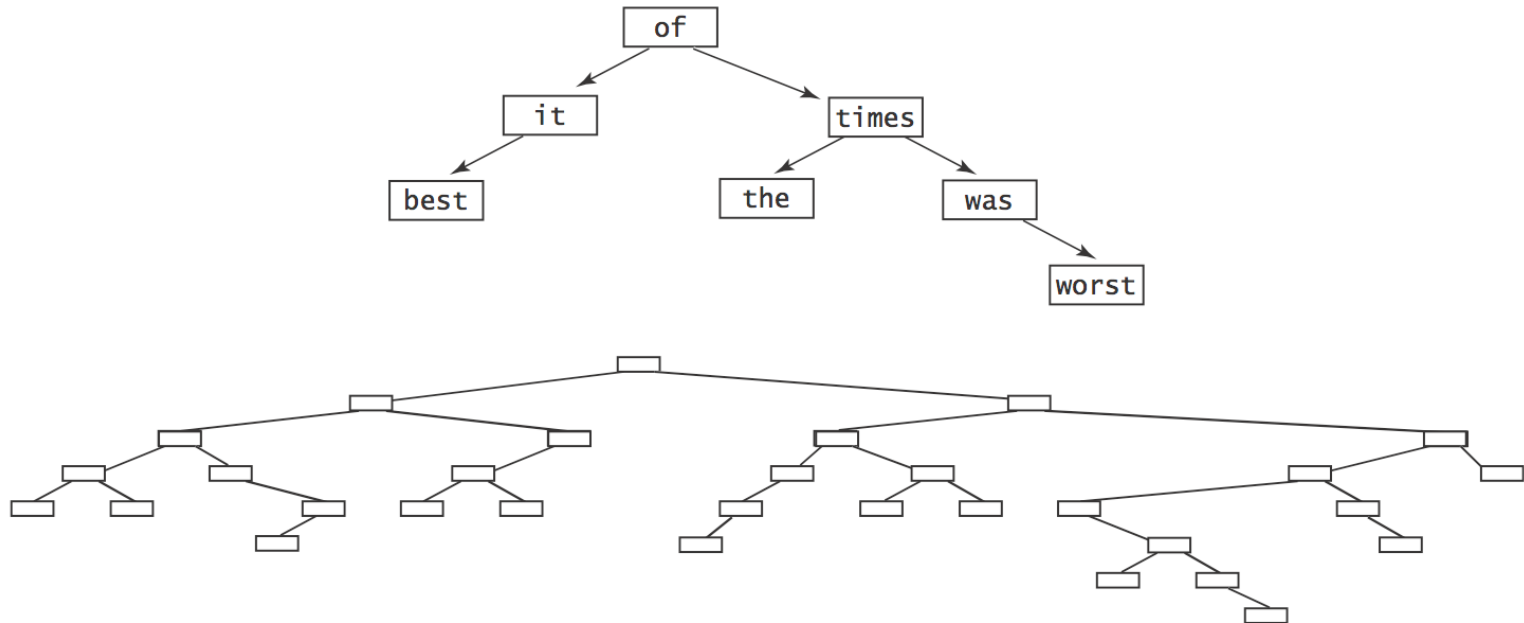 of
it times
best the was
worst